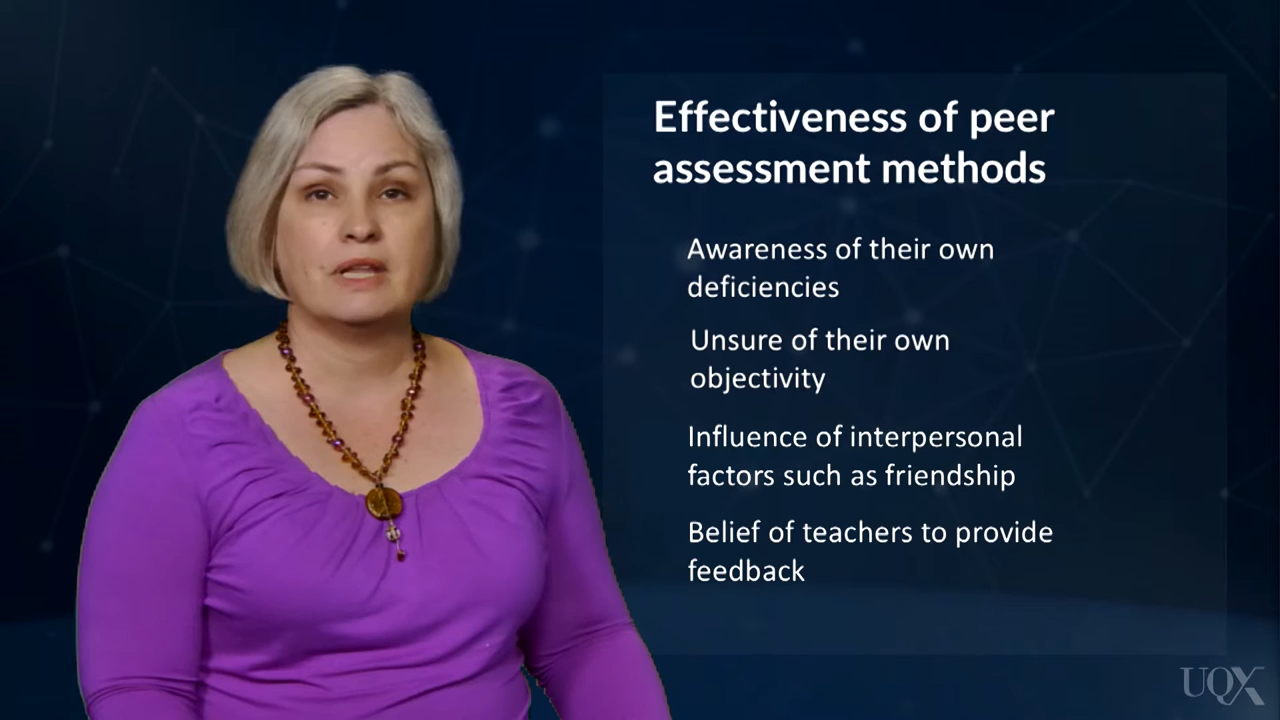 Effectiveness of peer
assessment methods
Awareness of their own
deficiencies
Unsure of their own
objectivity
Influence of interpersonal
factors such as friendship
Belief of teachers to provide
feedback
UQX